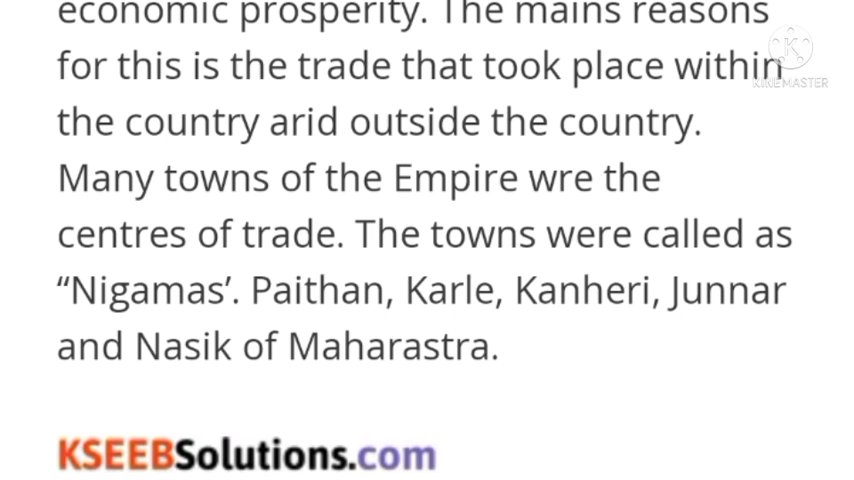 economic prosperity. The mains reasons
for this is the trade that took place within
the country arid outside the country.
Many towns of the Empire wre the
centres of trade. The towns were called as
“Nigamas’. Paithan, Karle, Kanheri, Junnar
and Nasik of Maharastra.
KSEEBSolutions.com
K
KINEMASTER